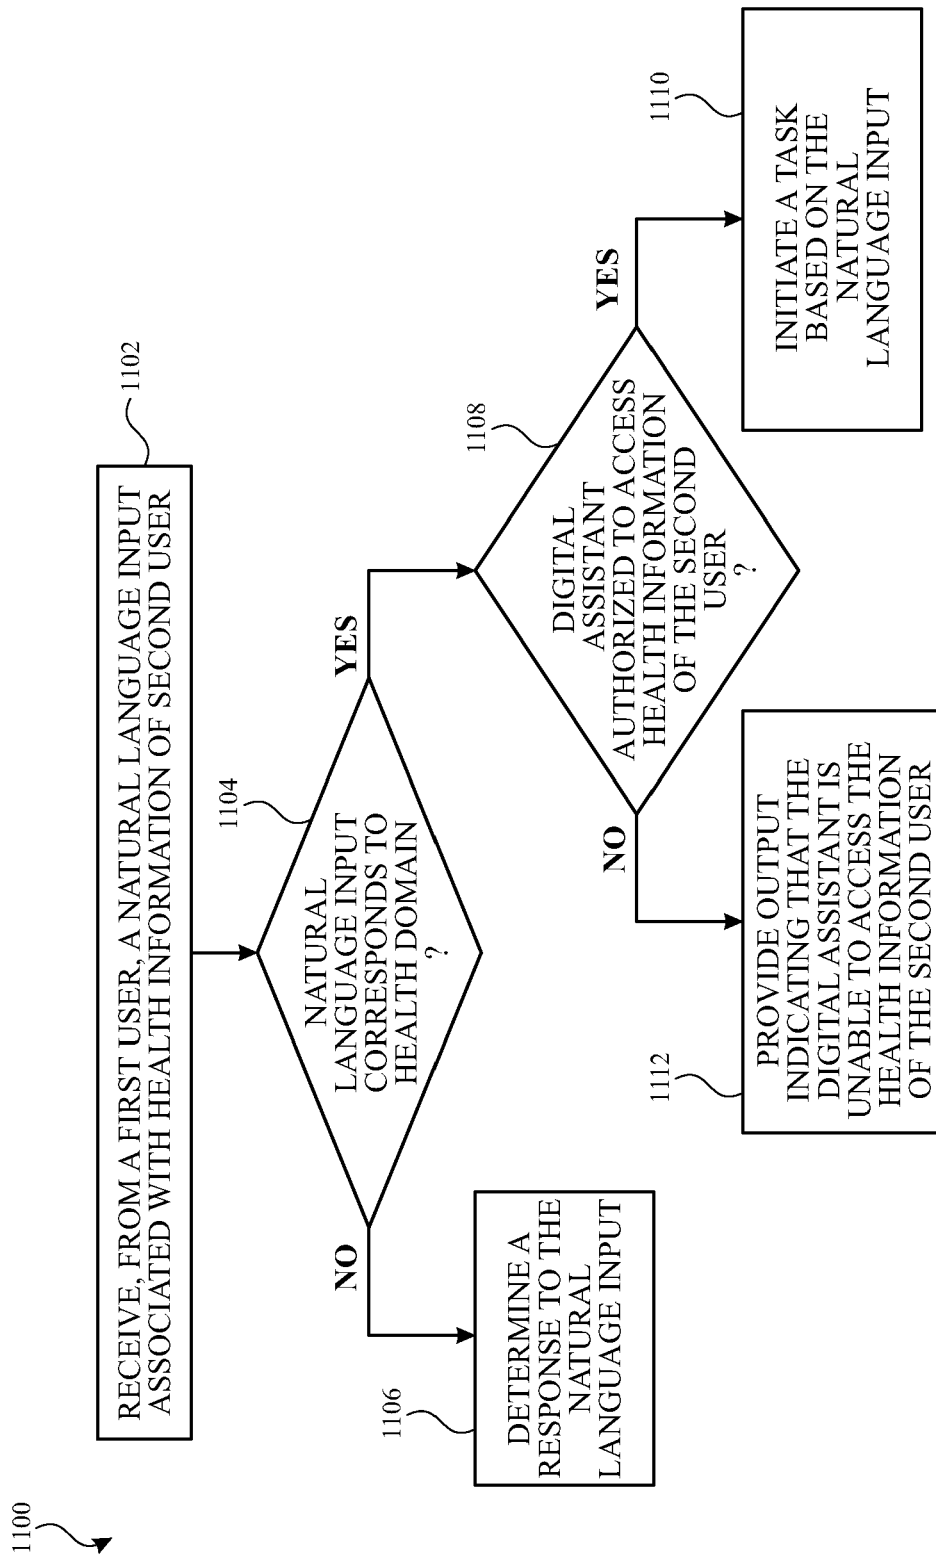 1100
RECEIVE, FROM A FIRST USER, A NATURAL LANGUAGE INPUT
ASSOCIATED WITH HEALTH INFORMATION OF SECOND USER
1102
NATURAL
LANGUAGE INPUT
CORRESPONDS TO
HEALTH DOMAIN
?
1104
NO
YES
DETERMINE A
RESPONSE TO THE
NATURAL
LANGUAGE INPUT
1106
DIGITAL
ASSISTANT
AUTHORIZED TO ACCESS
HEALTH INFORMATION
OF THE SECOND
USER
?
1108
NO
YES
PROVIDE OUTPUT
INDICATING THAT THE
DIGITAL ASSISTANT IS
UNABLE TO ACCESS THE
HEALTH INFORMATION
OF THE SECOND USER
1112
INITIATE A TASK
BASED ON THE
NATURAL
LANGUAGE INPUT
1110